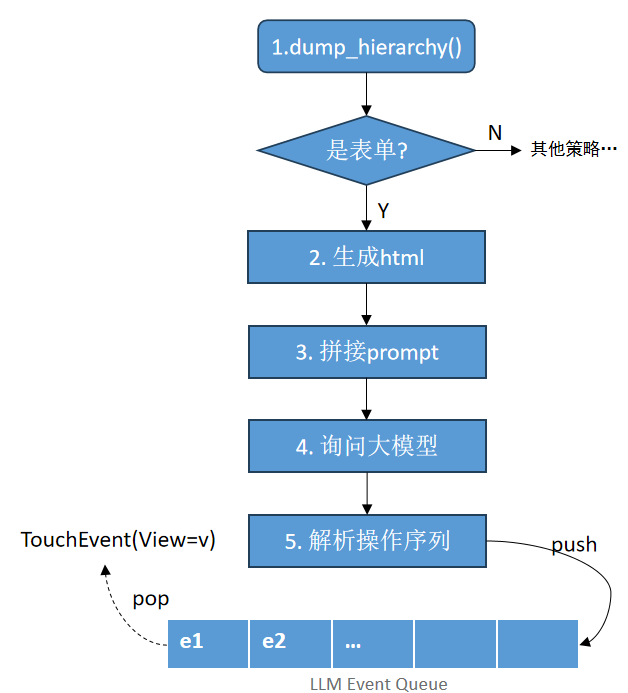 1.dump_hierarchy()
是表单?
N
其他策略…
Y
2. 生成html
3. 拼接prompt
4. 询问大模型
5. 解析操作序列
TouchEvent(View=v)
push
pop
e1
e2
…
LLM Event Queue